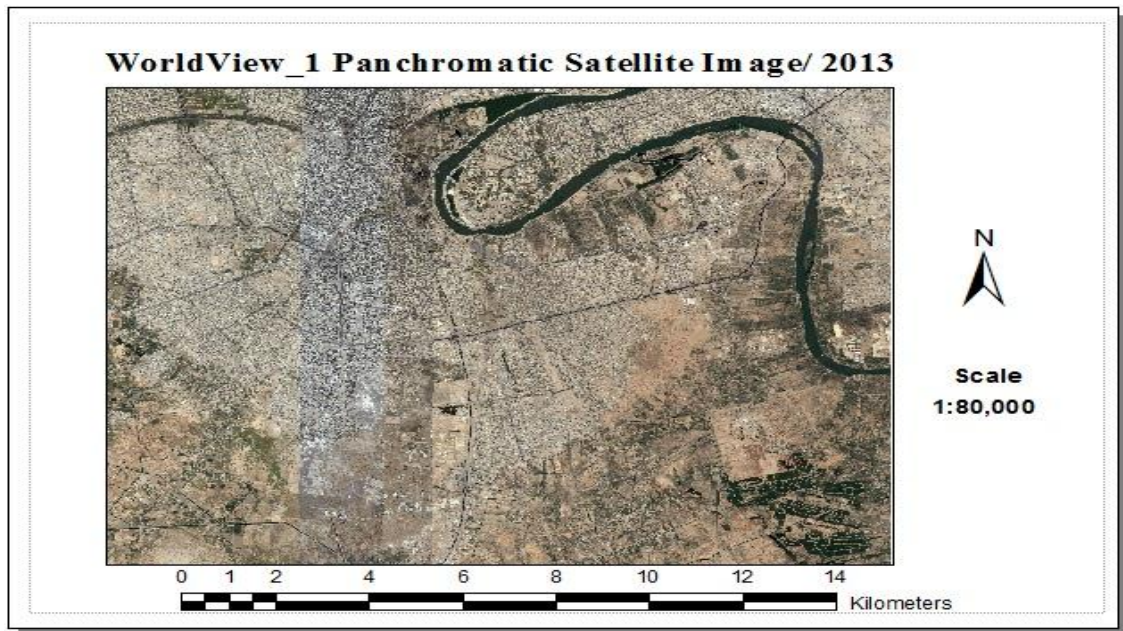 WorldView_1 Panchromatic Satellite Image/ 2013
N
Scale
1:80,000
0 1 2 4 6 8 10 12 14
Kilometers